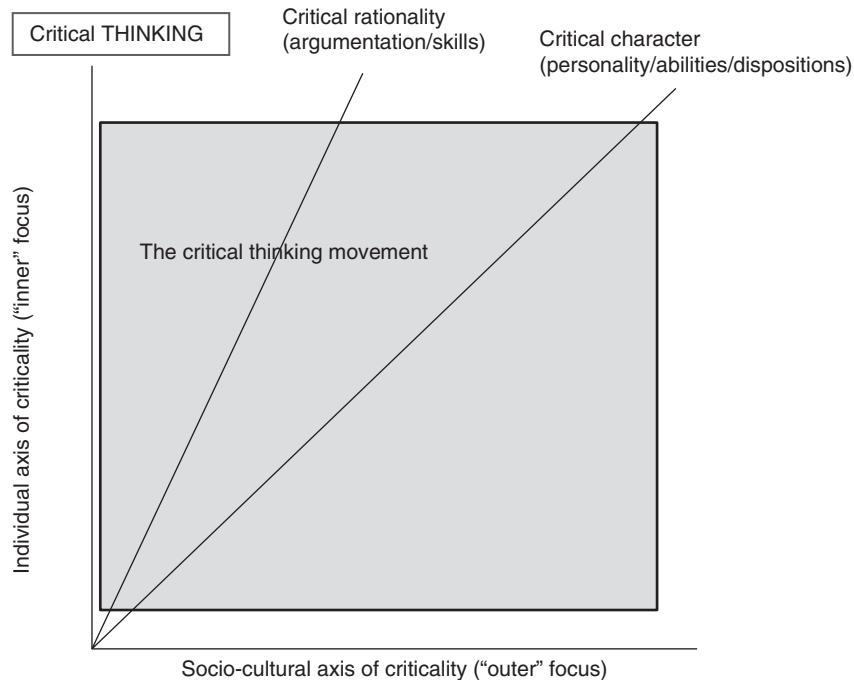 Critical THINKING
Critical rationality
(argumentation/skills)
Critical character
(personality/abilities/dispositions)
The critical thinking movement
Individual axis of criticality (“inner” focus)
Socio-cultural axis of criticality (“outer” focus)